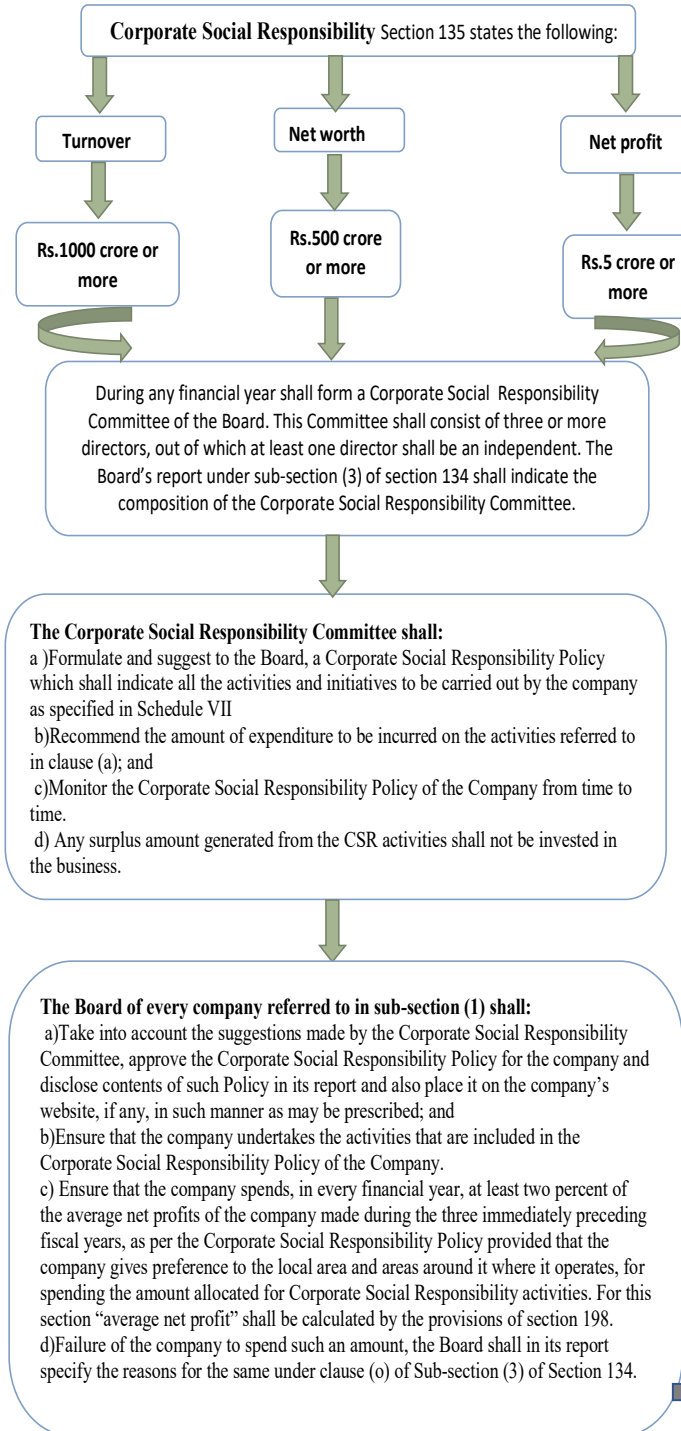 Corporate Social Responsibility Section 135 states the following:
Turnover
Net worth
Net profit
Rs.1000 crore or
more
Rs.500 crore
or more
Rs.5 crore or
more
During any financial year shall form a Corporate Social Responsibility
Committee of the Board. This Committee shall consist of three or more
directors, out of which at least one director shall be an independent. The
Board’s report under sub-section (3) of section 134 shall indicate the
composition of the Corporate Social Responsibility Committee.
The Corporate Social Responsibility Committee shall:
a )Formulate and suggest to the Board, a Corporate Social Responsibility Policy
which shall indicate all the activities and initiatives to be carried out by the company
as specified in Schedule VII
b)Recommend the amount of expenditure to be incurred on the activities referred to
in clause (a); and
c)Monitor the Corporate Social Responsibility Policy of the Company from time to
time.
d) Any surplus amount generated from the CSR activities shall not be invested in
the business.
The Board of every company referred to in sub-section (1) shall:
a)Take into account the suggestions made by the Corporate Social Responsibility
Committee, approve the Corporate Social Responsibility Policy for the company and
disclose contents of such Policy in its report and also place it on the company’s
website, if any, in such manner as may be prescribed; and
b)Ensure that the company undertakes the activities that are included in the
Corporate Social Responsibility Policy of the Company.
c) Ensure that the company spends, in every financial year, at least two percent of
the average net profits of the company made during the three immediately preceding
fiscal years, as per the Corporate Social Responsibility Policy provided that the
company gives preference to the local area and areas around it where it operates, for
spending the amount allocated for Corporate Social Responsibility activities. For this
section “average net profit” shall be calculated by the provisions of section 198.
d)Failure of the company to spend such an amount, the Board shall in its report
specify the reasons for the same under clause (o) of Sub-section (3) of Section 134.